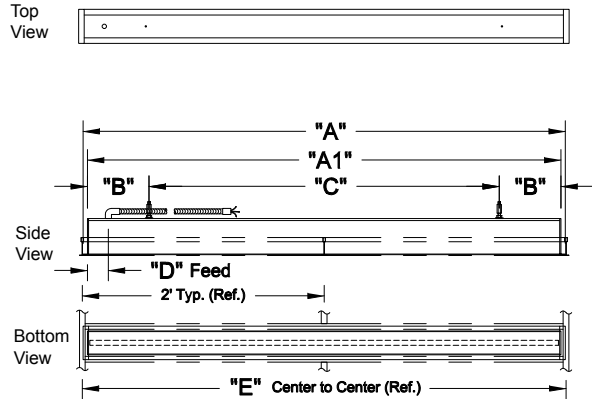 Top
View
"A"
"A1"
"B" "C" "B"
Side
View
"D" Feed
2' Typ. (Ref.)
Bottom
View
"E" Center to Center (Ref.)